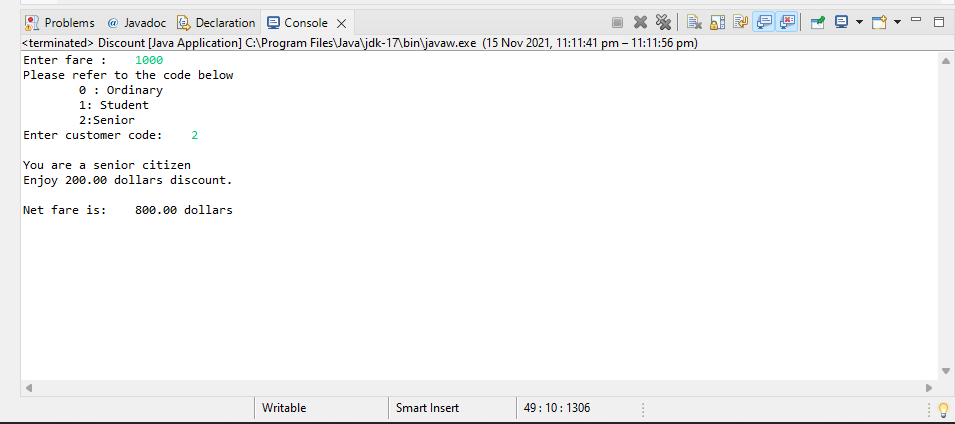 Problems @ Javadoc Declaration Console
<terminated> Discount [Java Application] C:\Program Files\Java\jdk-17\bin\javaw.exe (15 Nov 2021, 11:11:41 pm – 11:11:56 pm)
Enter fare :    1000
Please refer to the code below
        0 : Ordinary
        1: Student
        2:Senior
Enter customer code:    2
You are a senior citizen
Enjoy 200.00 dollars discount.
Net fare is:    800.00 dollars
Writable Smart Insert 49 : 10 : 1306